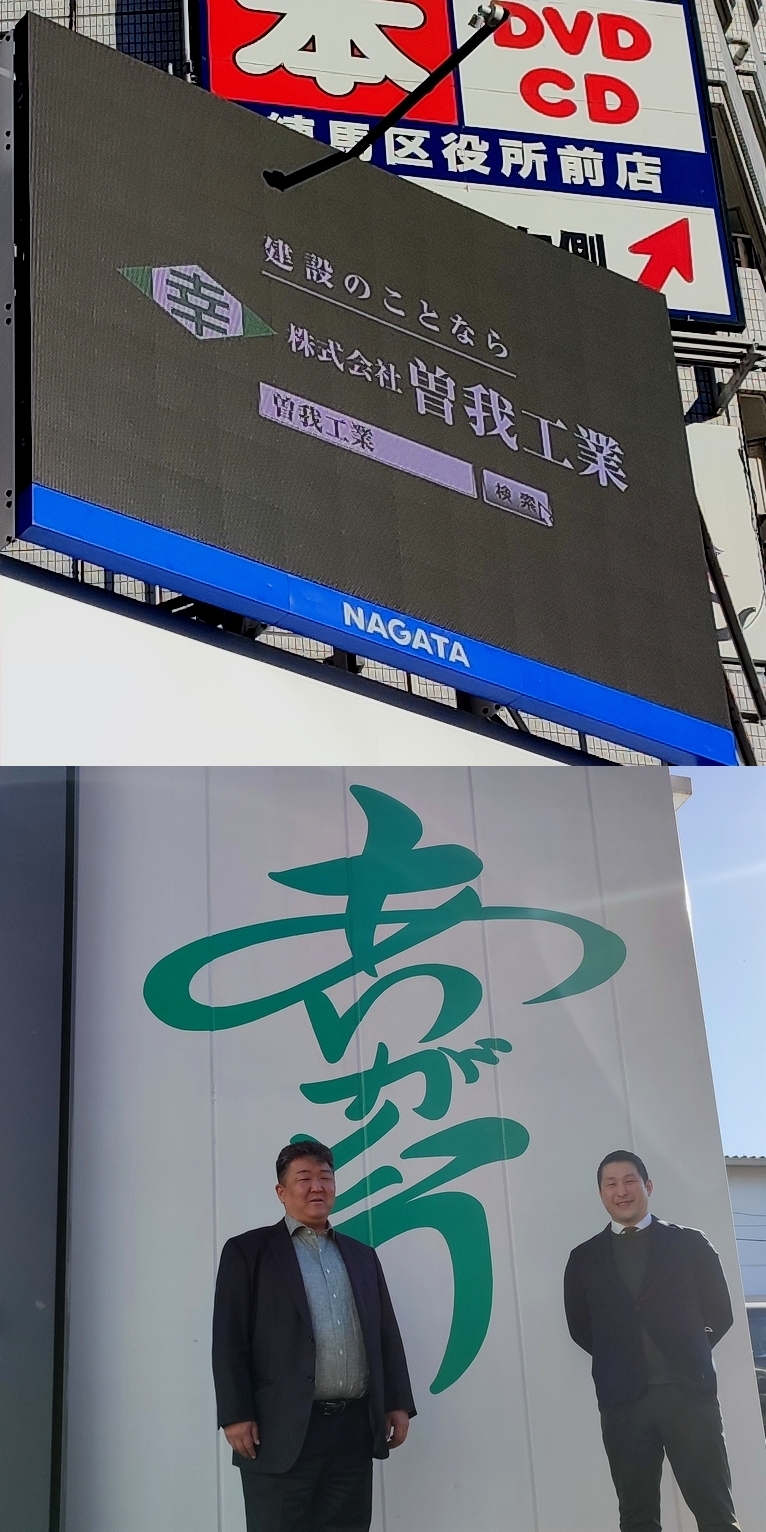 本
DVD
CD
練馬区役所前店
側
幸
建設のことなら
株式会社 曽我工業
曽我工業
検索
NAGATA
あり
が
とう